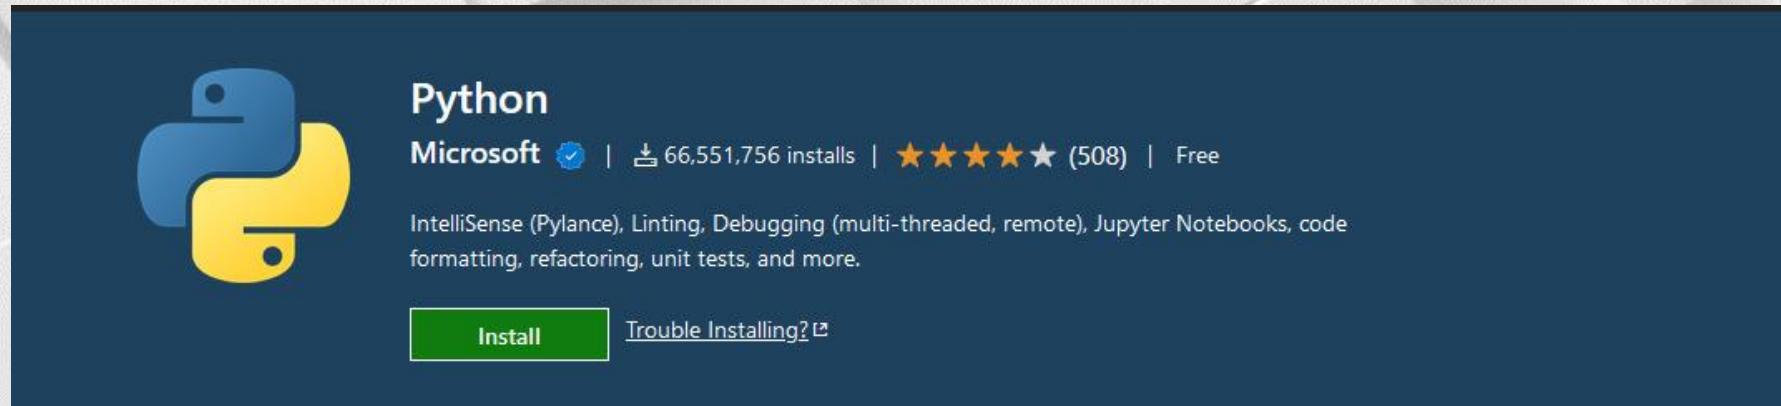 Python
Microsoft | 66,551,756 installs | (508) | Free
IntelliSense (Pylance), Linting, Debugging (multi-threaded, remote), Jupyter Notebooks, code
formatting, refactoring, unit tests, and more.
Install Trouble Installing?